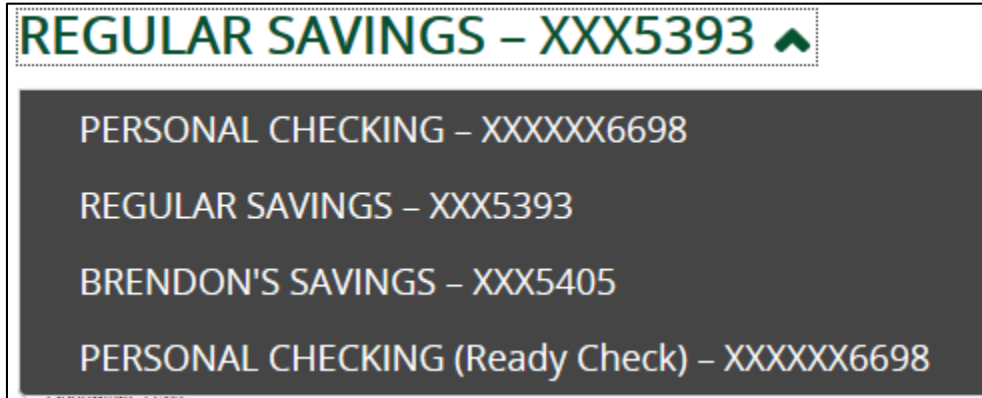 REGULAR SAVINGS – XXX5393
PERSONAL CHECKING – XXXXXX6698
REGULAR SAVINGS – XXX5393
BRENDON'S SAVINGS – XXX5405
PERSONAL CHECKING (Ready Check) – XXXXXX6698